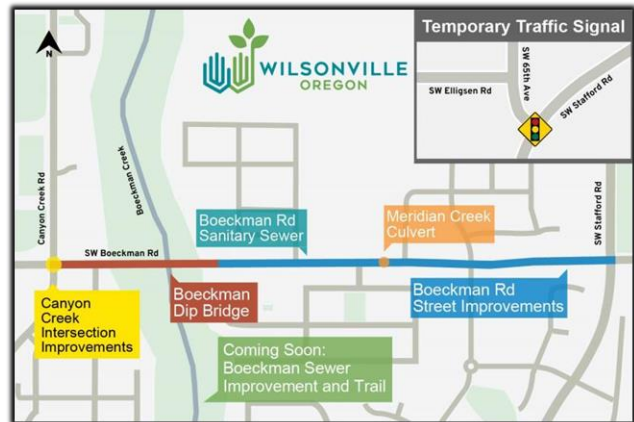 N
WILSONVILLE
OREGON
Temporary Traffic Signal
SW 65th Ave
SW Elligsen Rd
SW Stafford Rd
Canyon Creek Rd
Boeckman Creek
SW Stafford Rd
Boeckman Rd
Sanitary Sewer
Meridian Creek
Culvert
SW Boeckman Rd
Canyon
Creek
Intersection
Improvements
Boeckman
Dip Bridge
Boeckman Rd
Street Improvements
Coming Soon:
Boeckman Sewer
Improvement and Trail